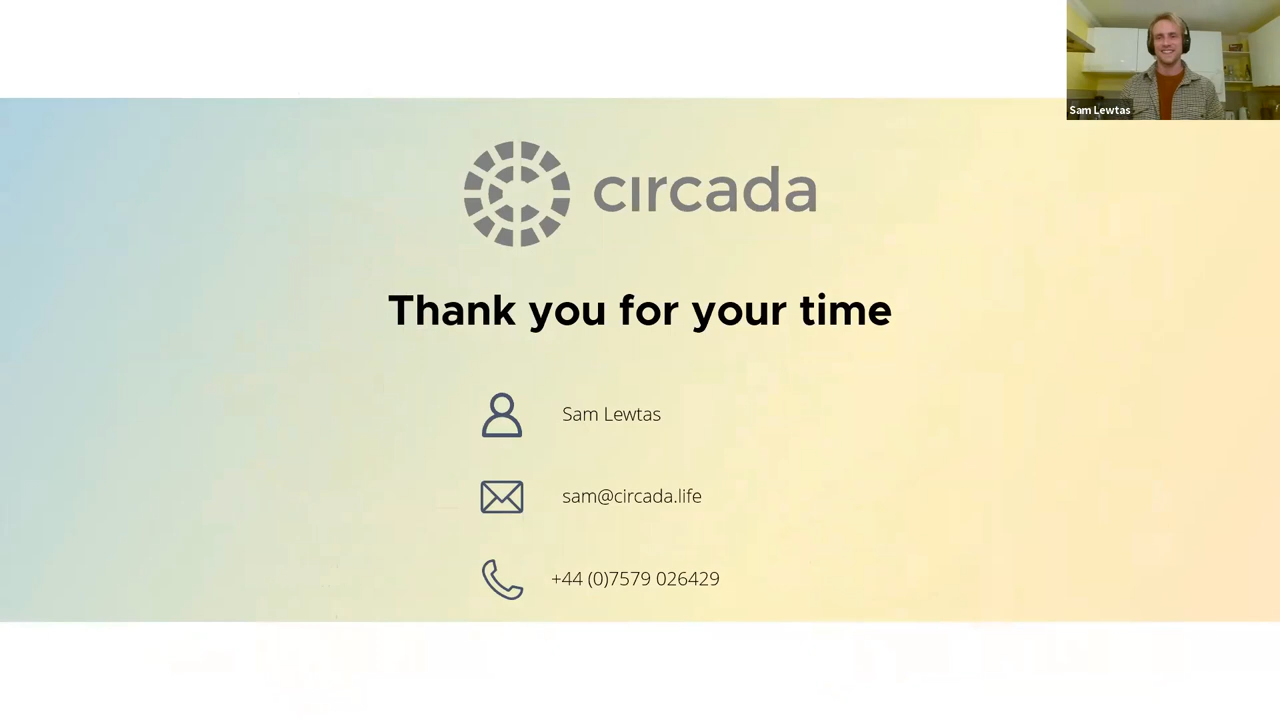 Sam Lewtas
circada
Thank you for your time
Sam Lewtas
sam@circada.life
+44 (0)7579 026429